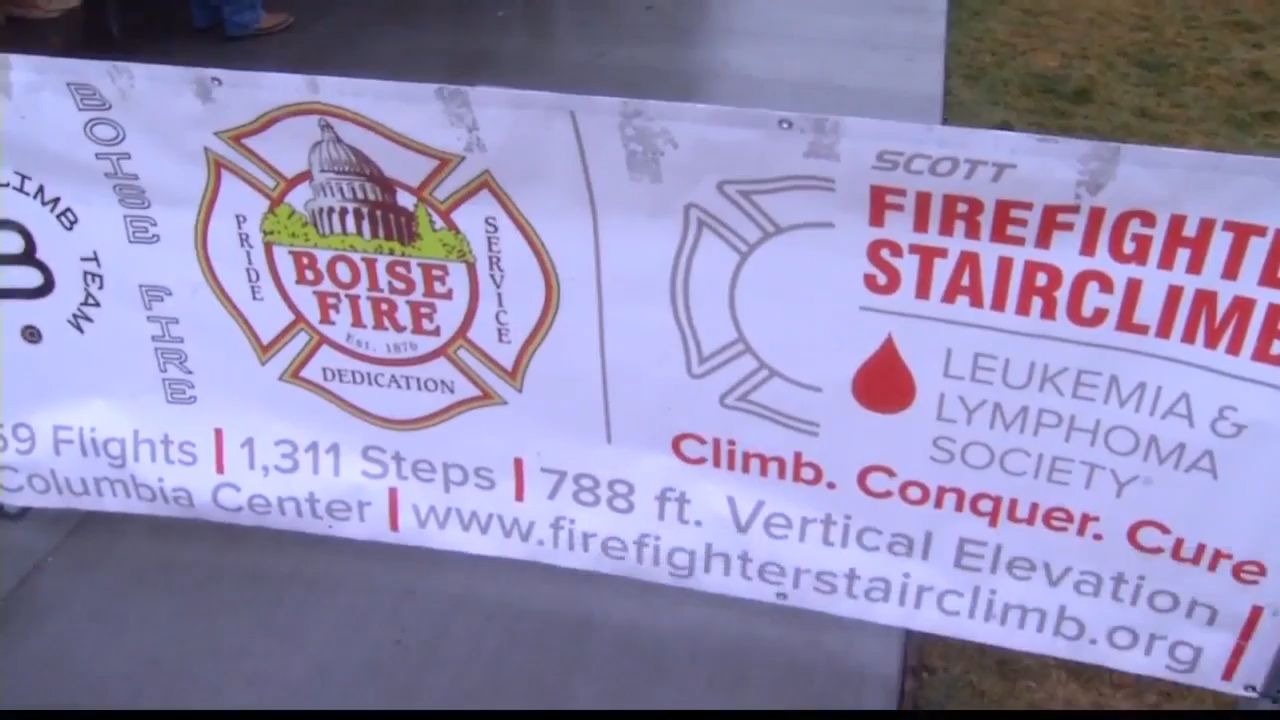 BOISE FIRE
TEAM
PRIDE
SERVICE
BOISE
FIRE
Est. 1876
DEDICATION
SCOTT
FIREFIGHTE
STAIRCLIMB
LEUKEMIA &
LYMPHOMA
SOCIETY
Climb. Conquer. Cure
9 Flights | 1,311 Steps | 788 ft. Vertical Elevation |
Columbia Center | www.firefighterstairclimb.org